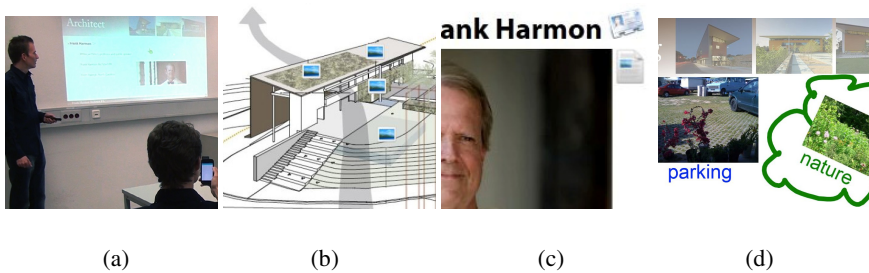 Architect
ank Harmon
parking
nature
(a)
(b)
(c)
(d)